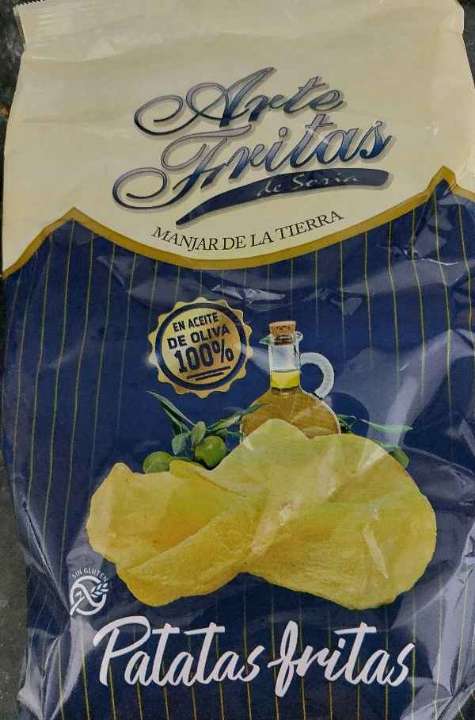 Arte
Fritas
de Soria
MANJAR DE LA TIERRA
EN ACEITE
DE OLIVA
100%
SIN GLUTEN
Patatas fritas